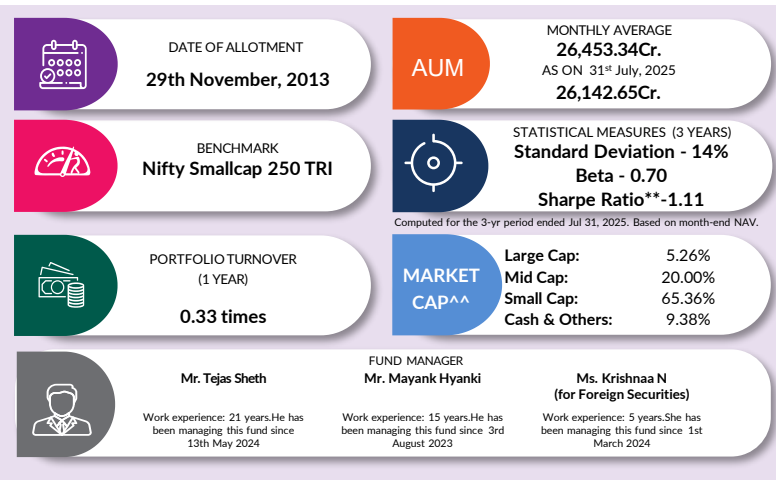 DATE OF ALLOTMENT
29th November, 2013
AUM
MONTHLY AVERAGE
26,453.34Cr.
AS ON 31st July, 2025
26,142.65Cr.
BENCHMARK
Nifty Smallcap 250 TRI
STATISTICAL MEASURES (3 YEARS)
Standard Deviation - 14%
Beta - 0.70
Sharpe Ratio**-1.11
Computed for the 3-yr period ended Jul 31, 2025. Based on month-end NAV.
PORTFOLIO TURNOVER
(1 YEAR)
0.33 times
MARKET
CAP^^
Large Cap: 5.26%
Mid Cap: 20.00%
Small Cap: 65.36%
Cash & Others: 9.38%
FUND MANAGER
Mr. Tejas Sheth
Work experience: 21 years.He has
been managing this fund since
13th May 2024
Mr. Mayank Hyanki
Work experience: 15 years.He has
been managing this fund since 3rd
August 2023
Ms. Krishnaa N
(for Foreign Securities)
Work experience: 5 years.She has
been managing this fund since 1st
March 2024